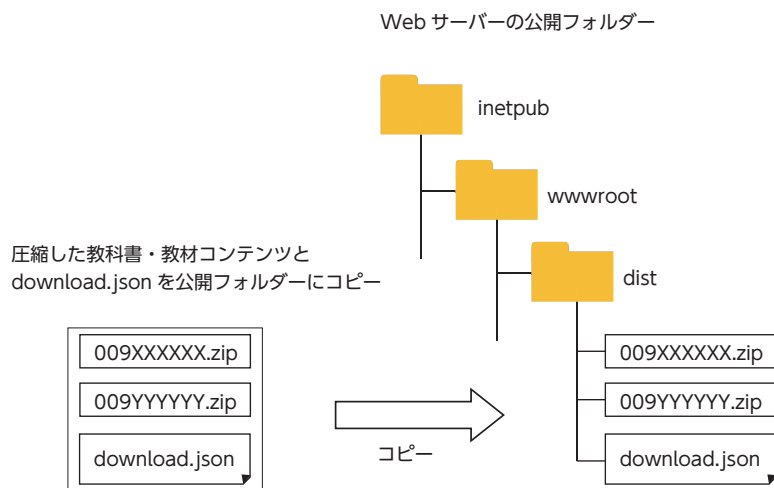 Web サーバーの公開フォルダー
inetpub
wwwroot
dist
圧縮した教科書・教材コンテンツと
download.json を公開フォルダーにコピー
009XXXXXX.zip
009YYYYYY.zip
download.json
コピー
009XXXXXX.zip
009YYYYYY.zip
download.json